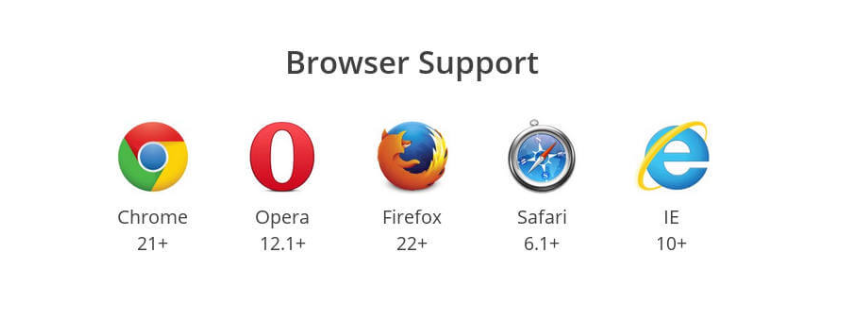 Browser Support
Chrome Opera Firefox Safari IE
21+ 12.1+ 22+ 6.1+ 10+